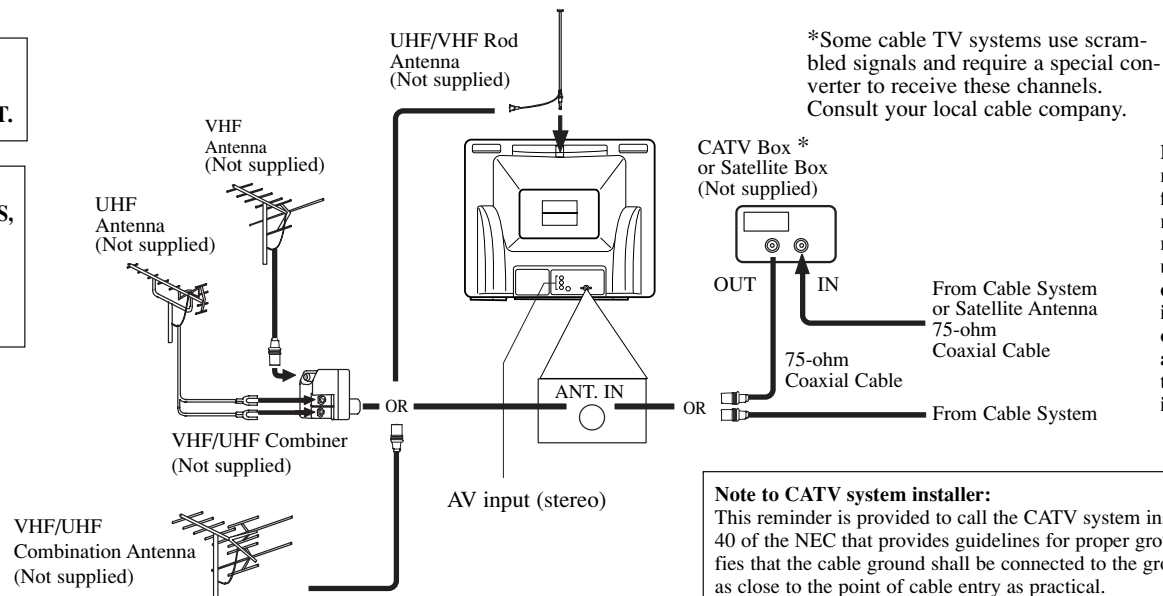 T.
S,
UHF/VHF Rod
Antenna
(Not supplied)
*Some cable TV systems use scram-
bled signals and require a special con-
verter to receive these channels.
Consult your local cable company.
VHF
Antenna
(Not supplied)
CATV Box *
or Satellite Box
(Not supplied)
UHF
Antenna
(Not supplied)
OUT
IN
From Cable System
or Satellite Antenna
75-ohm
Coaxial Cable
75-ohm
Coaxial Cable
ANT. IN
OR
OR
From Cable System
VHF/UHF Combiner
(Not supplied)
AV input (stereo)
VHF/UHF
Combination Antenna
(Not supplied)
Note to CATV system installer:
This reminder is provided to call the CATV system
40 of the NEC that provides guidelines for proper
fies that the cable ground shall be connected to the
as close to the point of cable entry as practical.